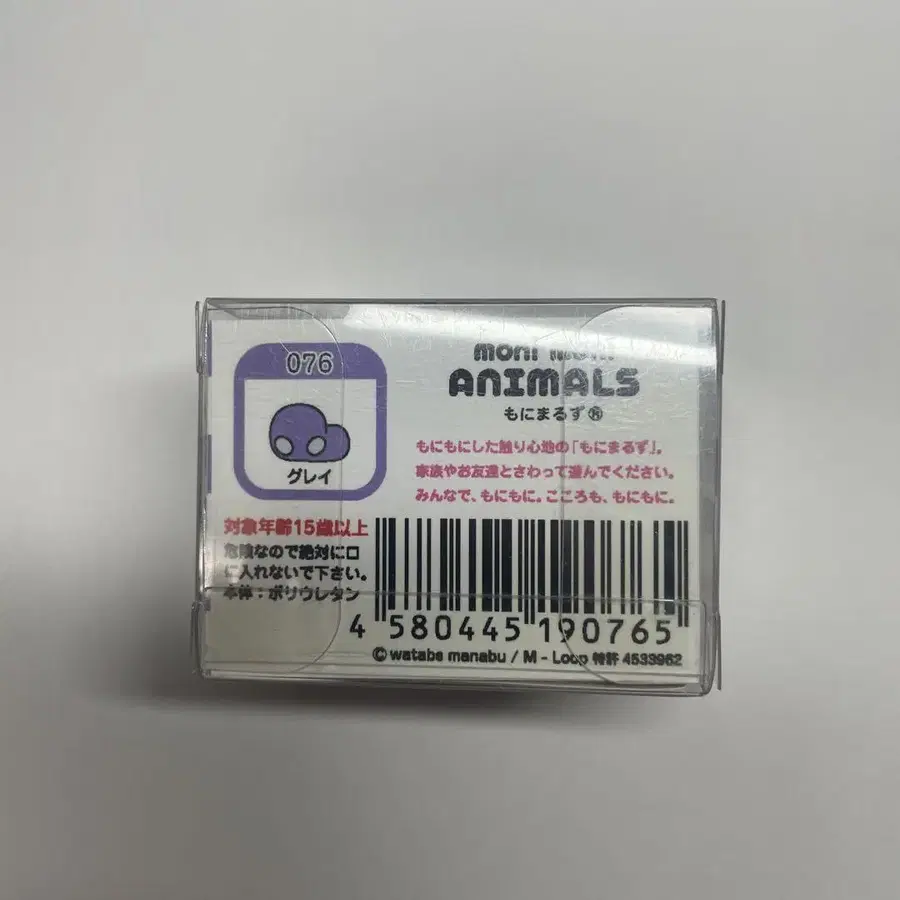 076
グレイ
moni moni
ANIMALS
もにまるず®
もにもにした触り心地の「もにまるず」。
家族やお友達とさわって遊んでください。
みんなで、もにもに。こころも、もにもに。
対象年齢15歳以上
危険なので絶対に口
に入れないで下さい。
本体：ポリウレタン
4 580445 190765
©watabe manabu / M - Loop 特許 4533962